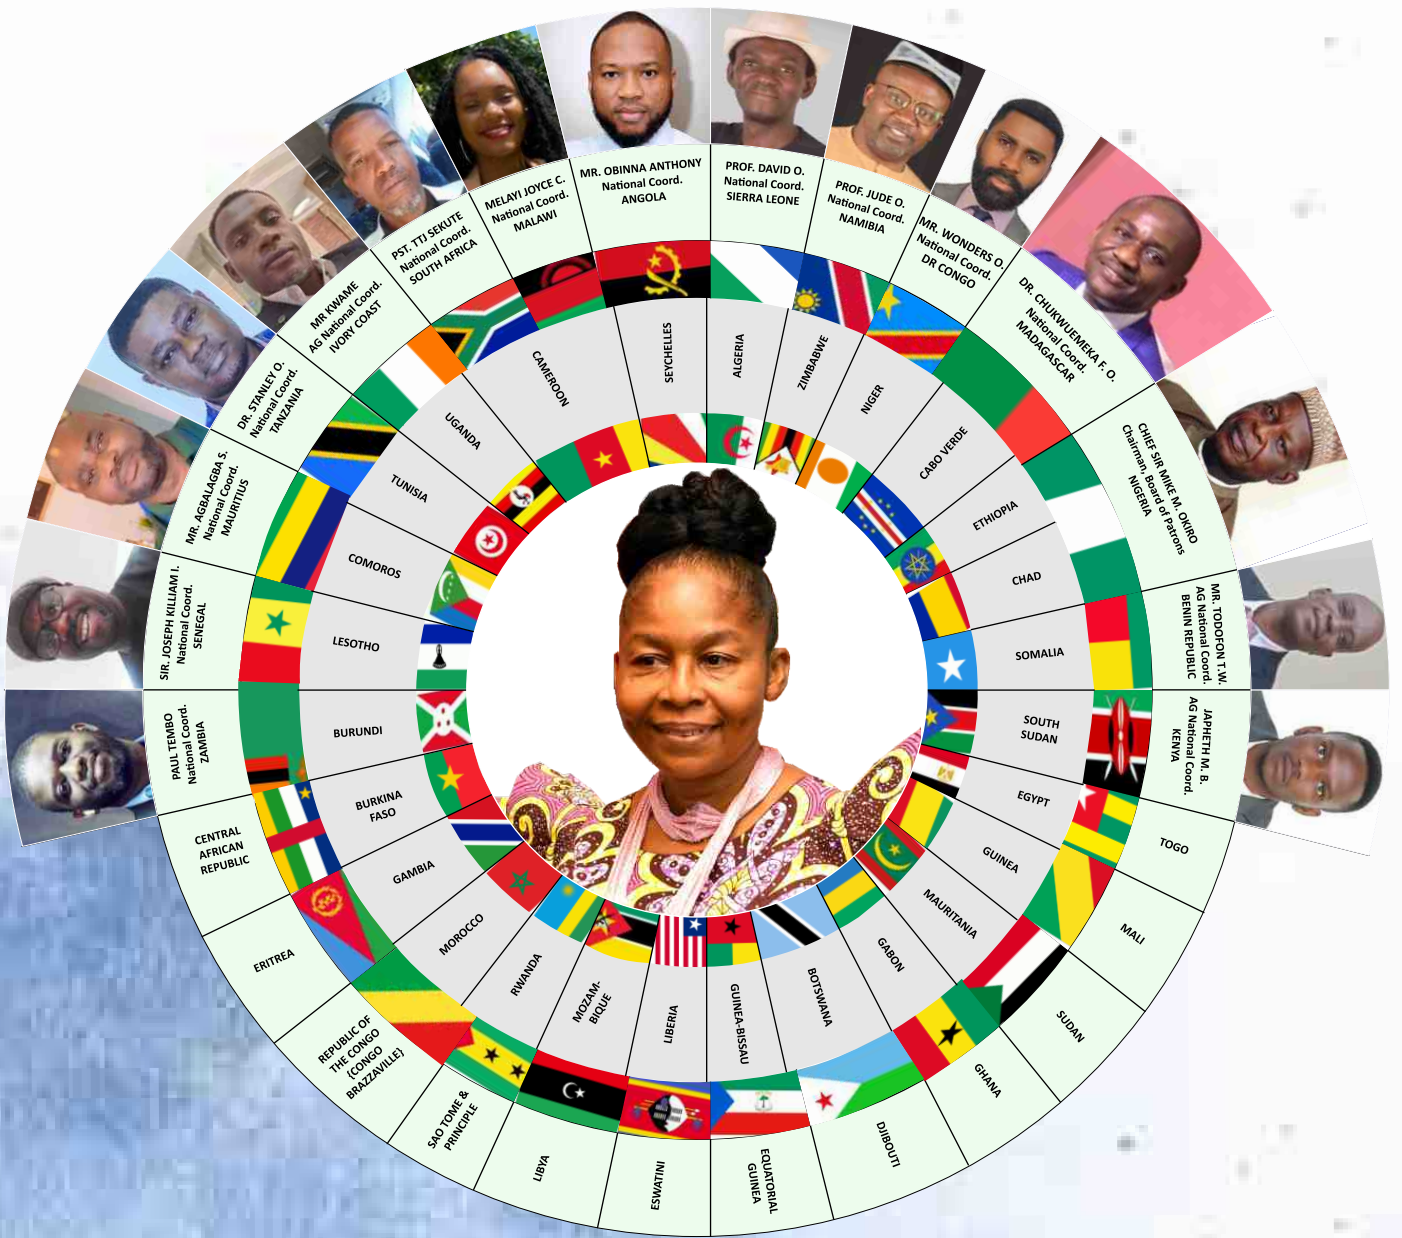 MR. OBINNA ANTHONY
National Coord.
ANGOLA
PROF. DAVID O.
National Coord.
SIERRA LEONE
PROF. JUDE O.
National Coord.
NAMIBIA
MR. WONDERS O.
National Coord.
DR CONGO
DR. CHUKWUEMEKA F. O.
National Coord.
MADAGASCAR
CHIEF SIR MIKE M. OKIRO
Chairman, Board of Patrons
NIGERIA
MR. TODOFON T.W.
AG National Coord.
BENIN REPUBLIC
JAPHETH M. B.
AG National Coord.
KENYA
TOGO
MALI
SUDAN
GHANA
DJIBOUTI
EQUATORIAL
GUINEA
ESWATINI
LIBYA
SAO TOME &
PRINCIPLE
REPUBLIC OF
THE CONGO
{CONGO
BRAZZAVILLE}
ERITREA
CENTRAL
AFRICAN
REPUBLIC
PAUL TEMBO
National Coord.
ZAMBIA
SIR. JOSEPH KILLIAM I.
National Coord.
SENEGAL
MR. AGBALAGBA S.
National Coord.
MAURITIUS
DR. STANLEY O.
National Coord.
TANZANIA
MR KWAME
AG National Coord.
IVORY COAST
PST. TTJ SEKUTE
National Coord.
SOUTH AFRICA
MELAYI JOYCE C.
National Coord.
MALAWI
SEYCHELLES
ALGERIA
ZIMBABWE
NIGER
CABO VERDE
ETHIOPIA
CHAD
SOMALIA
SOUTH
SUDAN
EGYPT
GUINEA
MAURITANIA
GABON
BOTSWANA
GUINEA-BISSAU
LIBERIA
MOZAM-
BIQUE
RWANDA
MOROCCO
GAMBIA
BURKINA
FASO
BURUNDI
LESOTHO
COMOROS
TUNISIA
UGANDA
CAMEROON